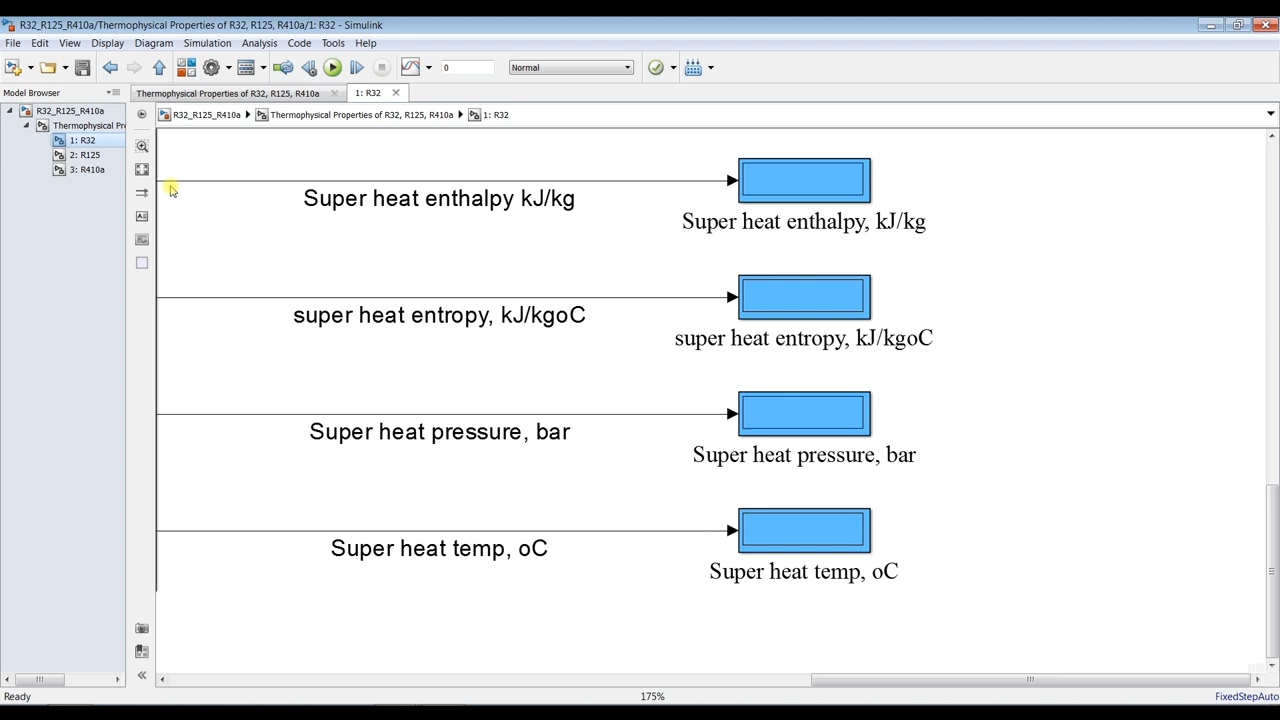 R32_R125_R410a/Thermophysical Properties of R32, R125, R410a/1: R32 - Simulink
File Edit View Display Diagram Simulation Analysis Code Tools Help
0 Normal
Model Browser
Thermophysical Properties of R32, R125, R410a
1: R32
R32_R125_R410a
Thermophysical Pr
1: R32
2: R125
3: R410a
R32_R125_R410a Thermophysical Properties of R32, R125, R410a 1: R32
Super heat enthalpy kJ/kg
Super heat enthalpy, kJ/kg
super heat entropy, kJ/kgoC
super heat entropy, kJ/kgoC
Super heat pressure, bar
Super heat pressure, bar
Super heat temp, oC
Super heat temp, oC
Ready
175%
FixedStepAuto